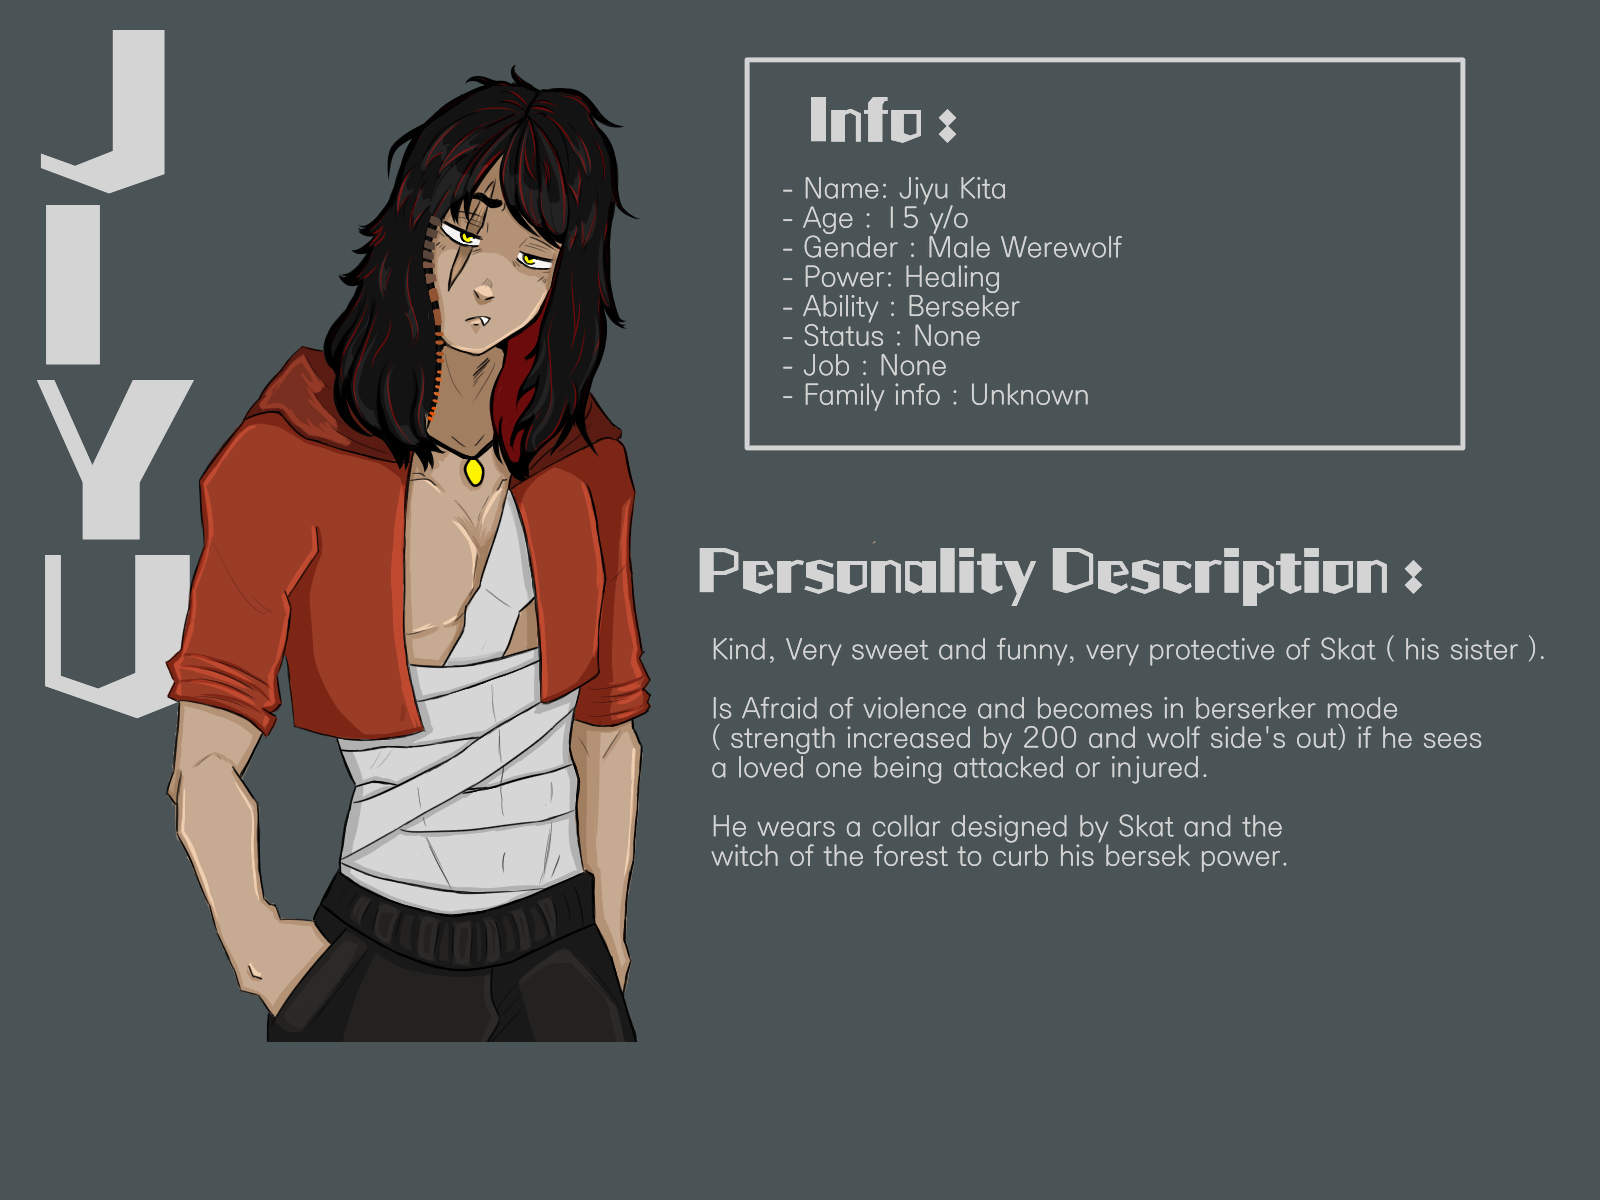 JIYU
Info :
- Name: Jiyu Kita
- Age : 15 y/o
- Gender : Male Werewolf
- Power: Healing
- Ability : Berseker
- Status : None
- Job : None
- Family info : Unknown
Personality Description :
Kind, Very sweet and funny, very protective of Skat ( his sister ).
Is Afraid of violence and becomes in berserker mode
( strength increased by 200 and wolf side's out) if he sees
a loved one being attacked or injured.
He wears a collar designed by Skat and the
witch of the forest to curb his bersek power.